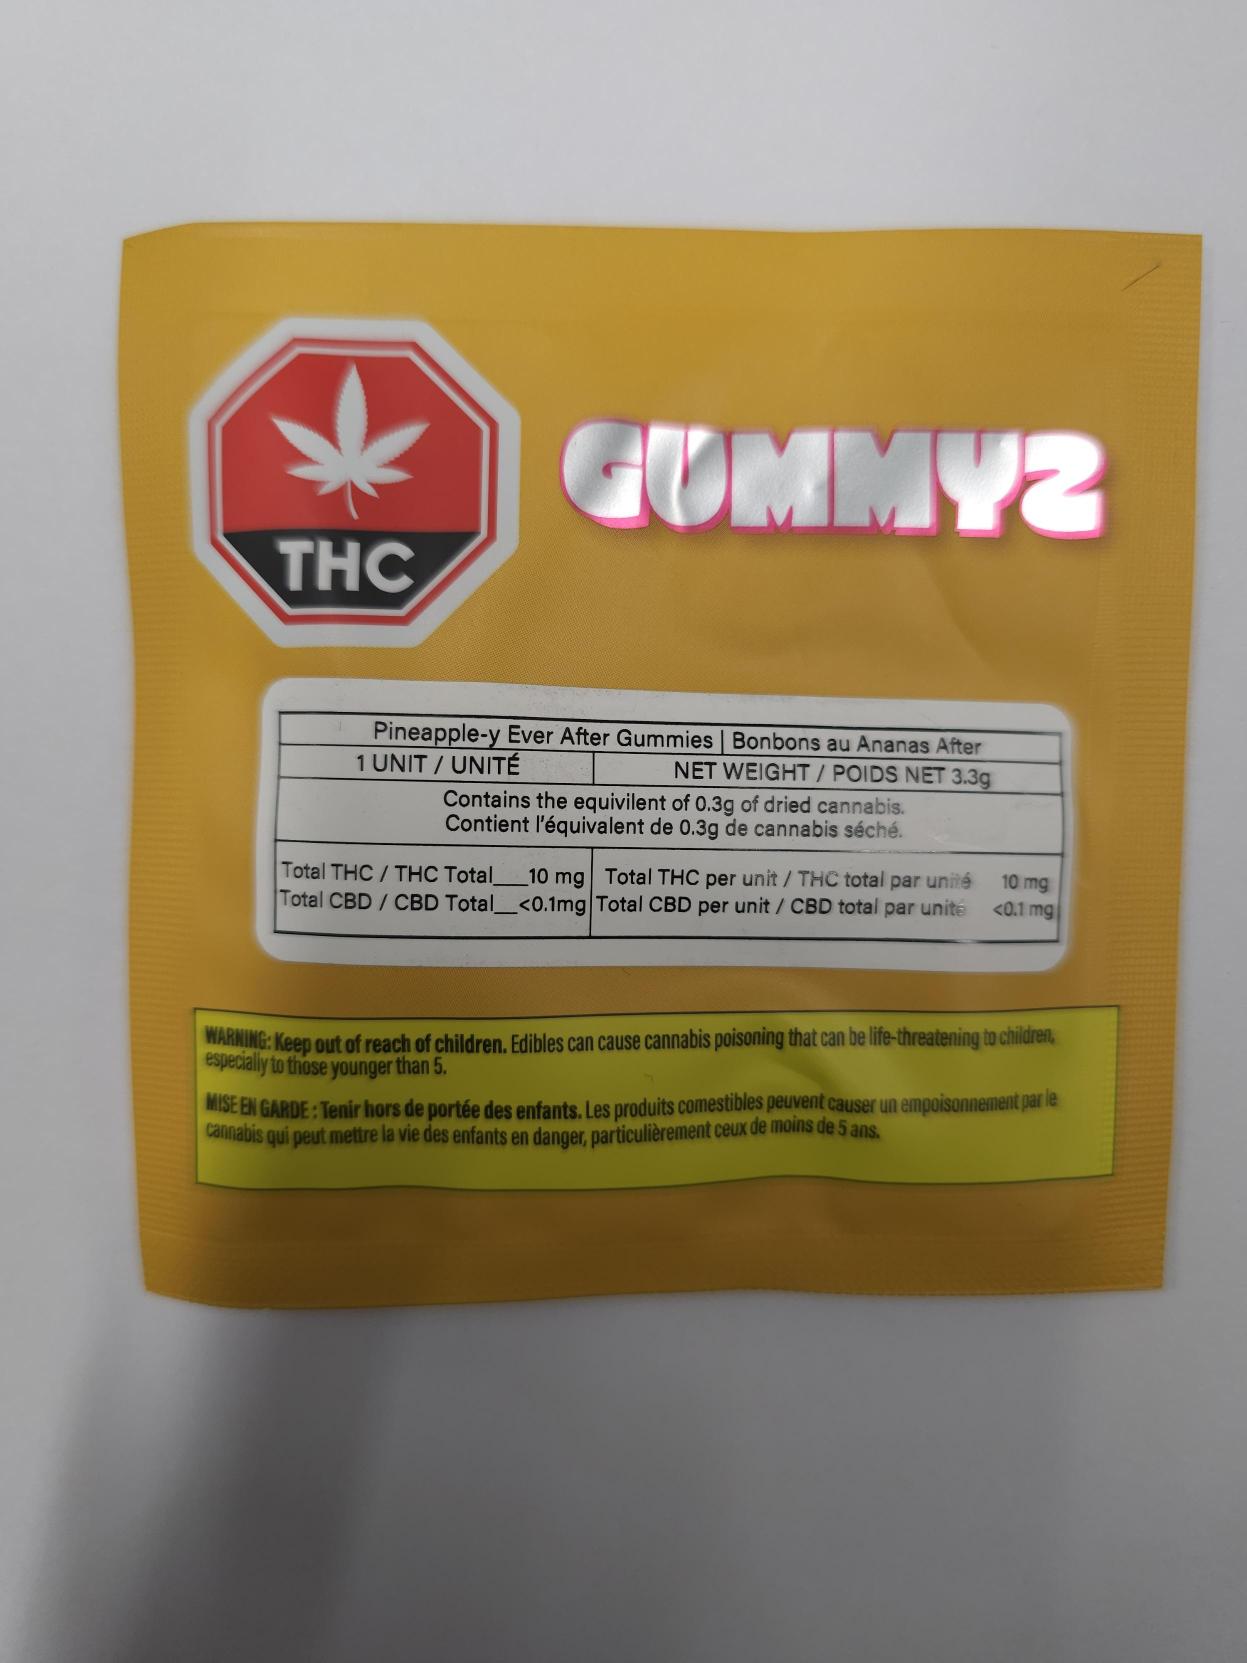 THC
GUMMYZ
Pineapple-y Ever After Gummies | Bonbons au Ananas After
1 UNIT / UNITÉ
NET WEIGHT / POIDS NET 3.3g
Contains the equivilent of 0.3g of dried cannabis.
Contient l'équivalent de 0.3g de cannabis séché.
Total THC / THC Total___10 mg
Total CBD / CBD Total__<0.1mg
Total THC per unit / THC total par unité 10 mg
Total CBD per unit / CBD total par unité <0.1 mg
WARNING: Keep out of reach of children. Edibles can cause cannabis poisoning that can be life-threatening to children,
especially to those younger than 5.
MISE EN GARDE : Tenir hors de portée des enfants. Les produits comestibles peuvent causer un empoisonnement par le
cannabis qui peut mettre la vie des enfants en danger, particulièrement ceux de moins de 5 ans.